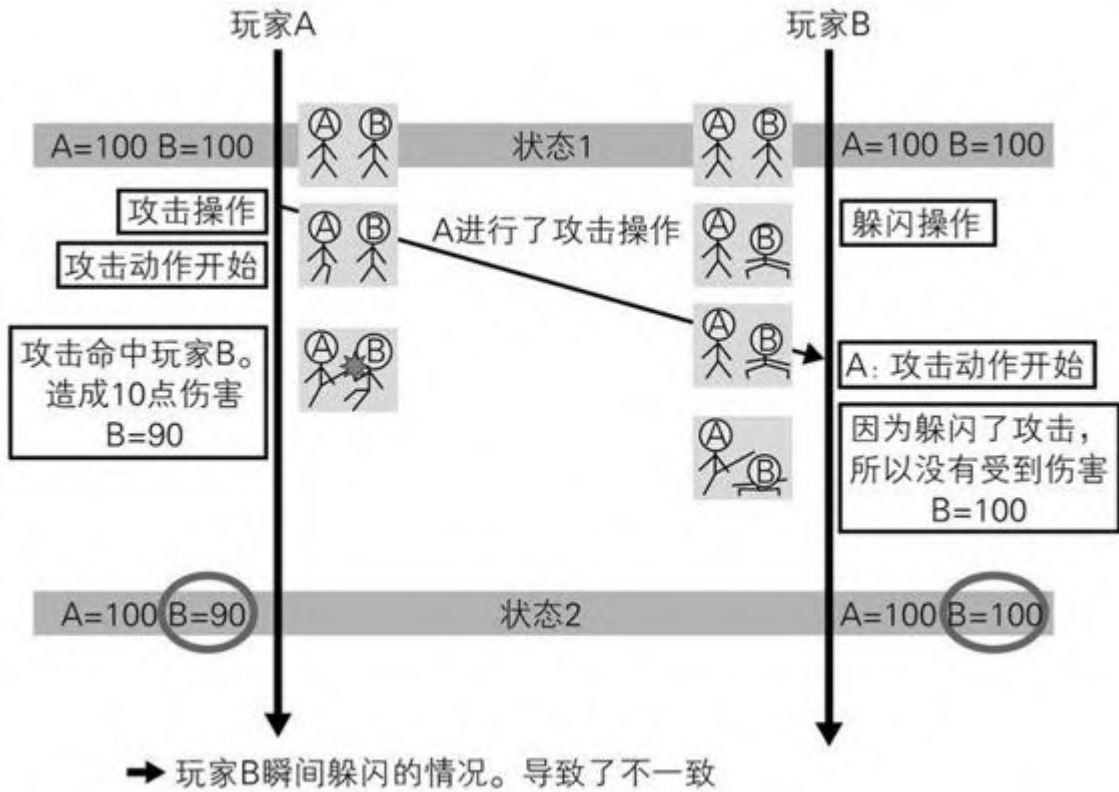 玩家A
玩家B
A=100 B=100
A B
状态1
A B
A=100 B=100
攻击操作
A B
A进行了攻击操作
A B
躲闪操作
攻击动作开始
攻击命中玩家B。
造成10点伤害
B=90
A B
A B
A: 攻击动作开始
A
B
因为躲闪了攻击,
所以没有受到伤害
B=100
A=100 B=90
状态2
A=100 B=100
➡ 玩家B瞬间躲闪的情况。导致了不一致